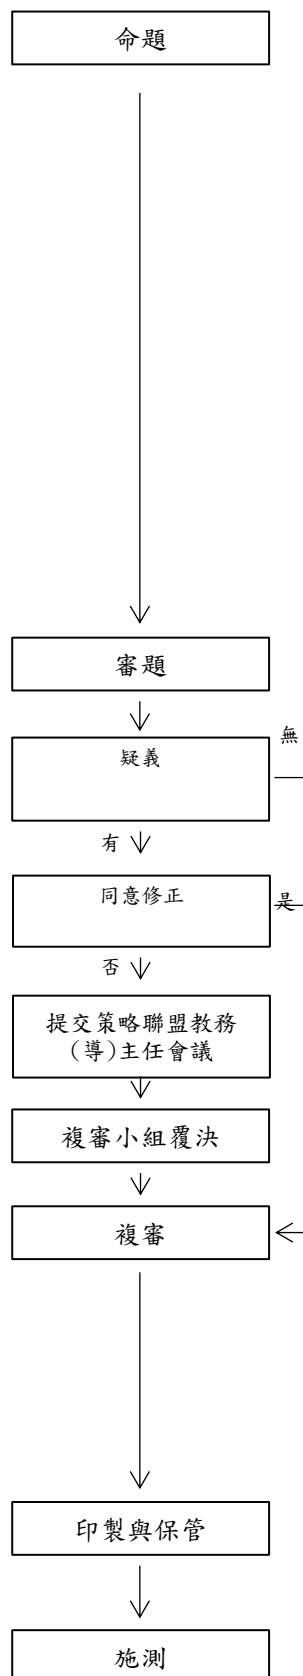 命題
審題
疑義
無
有
同意修正
是
否
提交策略聯盟教務
(導)主任會議
複審小組覆決
複審
印製與保管
施測